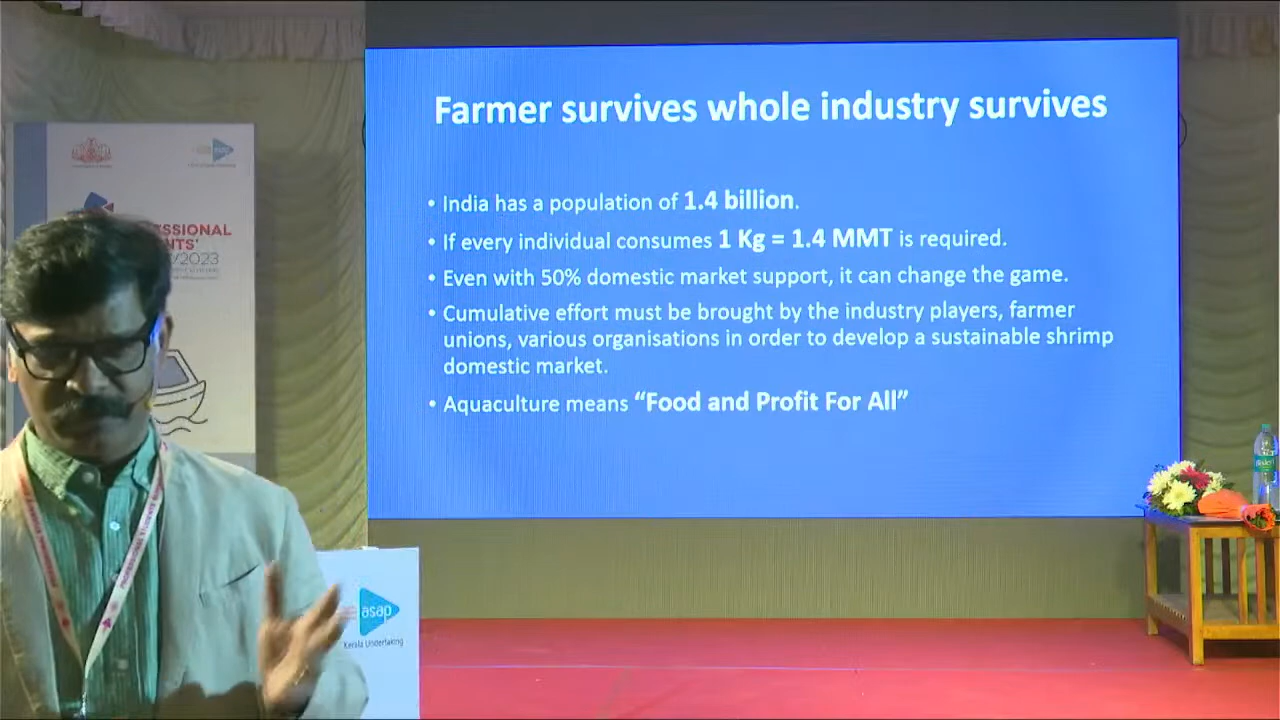 Farmer survives whole industry survives
• India has a population of 1.4 billion.
• If every individual consumes 1 Kg = 1.4 MMT is required.
• Even with 50% domestic market support, it can change the game.
• Cumulative effort must be brought by the industry players, farmer
unions, various organisations in order to develop a sustainable shrimp
domestic market.
• Aquaculture means “Food and Profit For All”
asap
Kerala Undertaking
asap